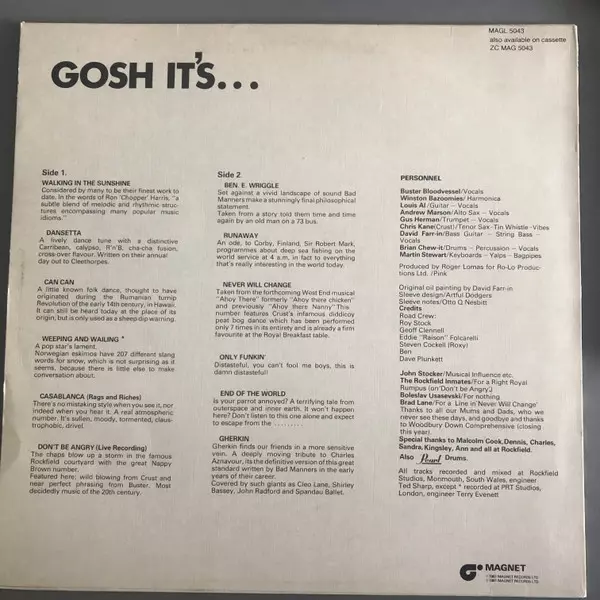 MAGL 5043
also available on cassette
ZC MAG 5043
GOSH IT'S...
Side 1.
WALKING IN THE SUNSHINE
Considered by many to be their finest work to
date. In the words of Ron 'Chopper' Harris, "a
subtle blend of melodic and rhythmic struc-
tures encompassing many popular music
idioms."
DANSETTA
A lively dance tune with a distinctive
Carribean, calypso, R'n'B, cha-cha fusion,
cross-over flavour. Written on their annual
day out to Cleethorpes.
CAN CAN
A little known folk dance, thought to have
originated during the Rumanian turnip
Revolution of the early 14th century, in Hawaii.
It can still be heard today at the place of its
origin, but is only used as a sheep dip warning.
WEEPING AND WAILING *
A pop star's lament.
Norwegian eskimos have 207 different slang
words for snow, which is not surprising as it
seems, because there is little else to make
conversation about.
CASABLANCA (Rags and Riches)
There's no mistaking style when you see it, nor
indeed when you hear it. A real atmospheric
number. It's sullen, moody, tormented, claus-
trophobic, drivel.
DON'T BE ANGRY (Live Recording)
The chaps blow up a storm in the famous
Rockfield courtyard with the great Nappy
Brown number.
Featured here; wild blowing from Crust and
near perfect phrasing from Buster. Most
decidedly music of the 20th century.
Side 2
BEN. E. WRIGGLE
Set against a vivid landscape of sound Bad
Manners make a stunningly final philosophical
statement.
Taken from a story told them time and time
again by an old man on a 73 bus.
RUNAWAY
An ode, to Corby, Finland, Sir Robert Mark,
programmes about deep sea fishing on the
world service at 4 a.m. in fact to everything
that's really interesting in the world today.
NEVER WILL CHANGE
Taken from the forthcoming West End musical
"Ahoy There" formerly "Ahoy there chicken"
and previously "Ahoy there Nanny" This
number features Crust's infamous diddicoy
peat bog dance which has been performed
only 7 times in its entirety and is already a firm
favourite at the Royal Breakfast table.
ONLY FUNKIN'
Distasteful, you can't fool me boys, this is
damn distasteful!
END OF THE WORLD
Is your parrot annoyed? A terrifying tale from
outerspace and inner earth. It won't happen
here? Don't listen to this one alone and expect
to escape from the .........
GHERKIN
Gherkin finds our friends in a more sensitive
vein. A deeply moving tribute to Charles
Aznavour, its the definitive version of this great
standard written by Bad Manners in the early
years of their career.
Covered by such giants as Cleo Lane, Shirley
Bassey, John Radford and Spandau Ballet.
PERSONNEL
Buster Bloodvessel/Vocals
Winston Bazoomies/Harmonica
Louis Al/Guitar – Vocals
Andrew Marson/Alto Sax – Vocals
Gus Herman/Trumpet – Vocals
Chris Kane(Crust)/Tenor Sax-Tin Whistle-Vibes
David Farr-in/Bass Guitar – String Bass –
Vocals
Brian Chew-it/Drums – Percussion – Vocals
Martin Stewart/Keyboards – Yalps – Bagpipes
Produced by Roger Lomas for Ro-Lo Produc-
tions Ltd. /Pink
Original oil painting by David Farr-in
Sleeve design/Artful Dodgers
Sleeve notes/Otto Q Nesbitt
Credits
Road Crew:
Roy Stock
Geoff Clennell
Eddie "Raison" Folcarelli
Steven Cockell (Roxy)
Ben
Dave Plunkett
John Stocker/Musical Influence etc.
The Rockfield Inmates/For a Right Royal
Rumpus (on 'Don't be Angry'.)
Boleslav Usasevski/For nothing
Brad Lane/For a Line in 'Never Will Change'
Thanks to all our Mums and Dads, who we
never see these days, and goodbye and thanks
to Woodbury Down Comprehensive (closing
this year).
Special thanks to Malcolm Cook, Dennis, Charles,
Sandra, Kingsley, Ann and all at Rockfield.
Also Pearl Drums.
All tracks recorded and mixed at Rockfield
Studios, Monmouth, South Wales, engineer
Ted Sharp, except * recorded at PRT Studios,
London, engineer Terry Evenett
MAGNET
MAGNET RECORDS LTD.
MAGNET RECORDS LTD.